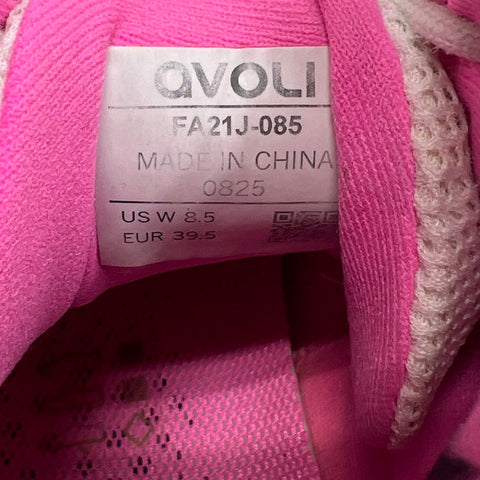 avoli
FA21J-085
MADE IN CHINA
0825
US W 8.5
EUR 39.5